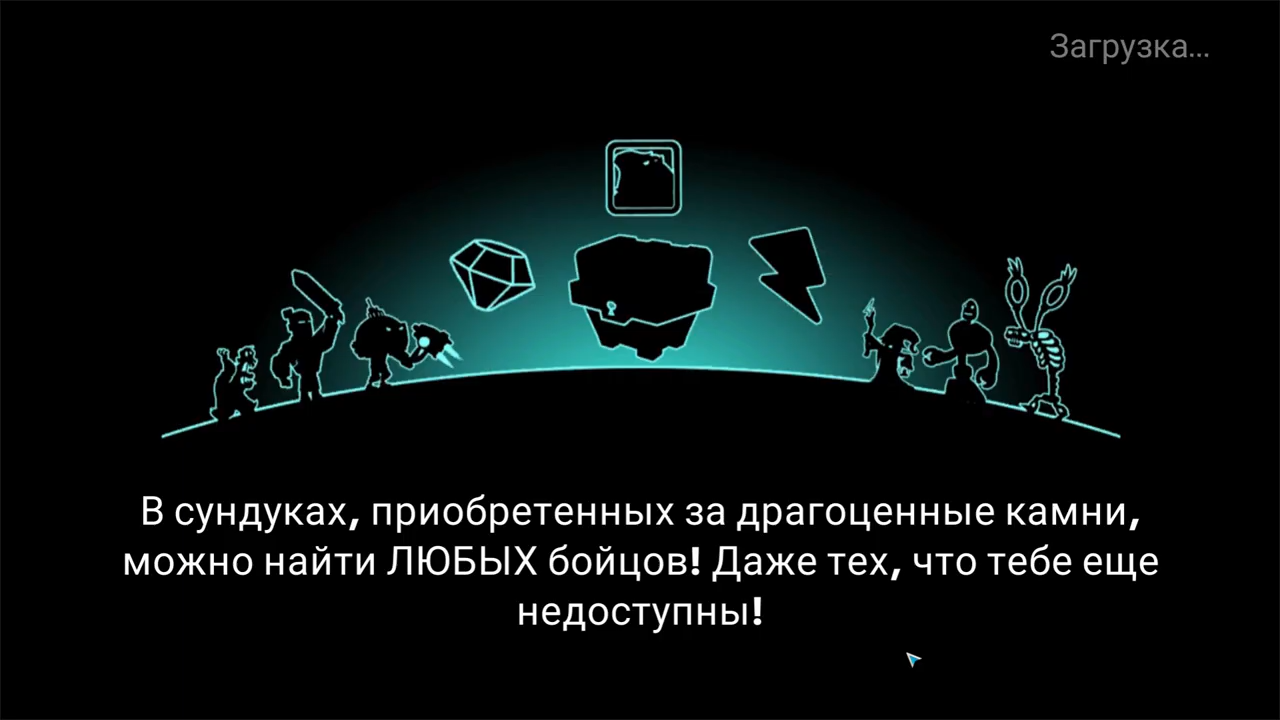 Загрузка...
В сундуках, приобретенных за драгоценные камни,
можно найти ЛЮБЫХ бойцов! Даже тех, что тебе еще
недоступны!